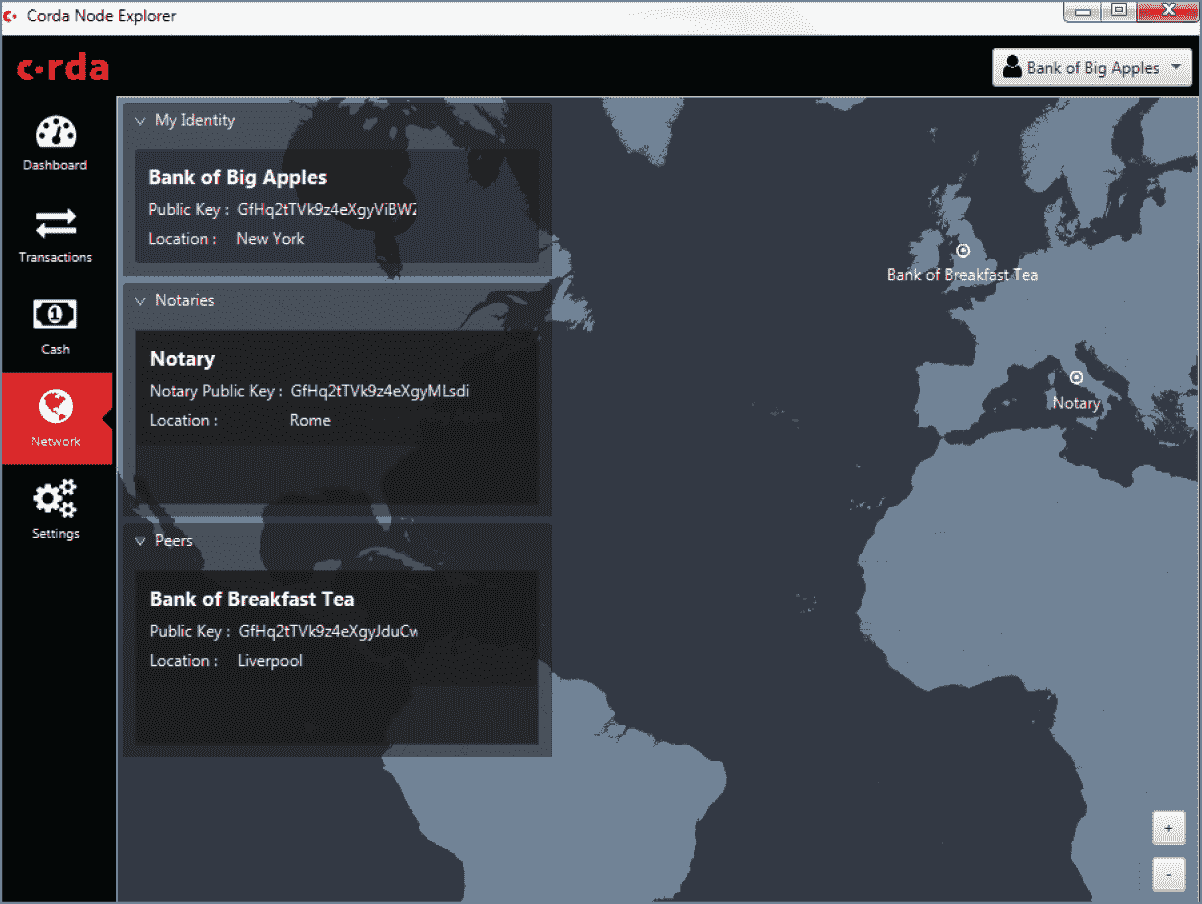 Corda Node Explorer
c·rda
Bank of Big Apples
Dashboard
Transactions
Cash
Network
Settings
My Identity
Bank of Big Apples
Public Key : GfHq2tTVk9z4eXgyViBWZ
Location : New York
Notaries
Notary
Notary Public Key : GfHq2tTVk9z4eXgyMLsdi
Location : Rome
Peers
Bank of Breakfast Tea
Public Key : GfHq2tTVk9z4eXgyJduCw
Location : Liverpool
Bank of Breakfast Tea
Notary
+
-